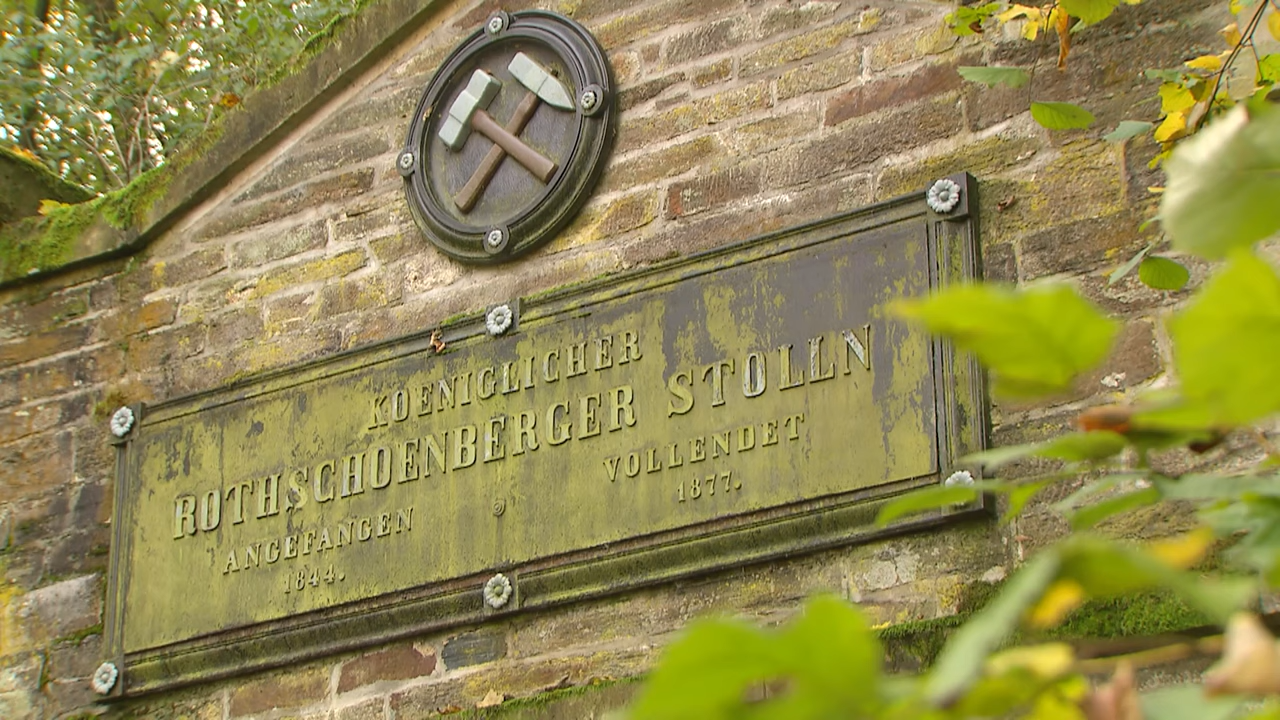 KOENIGLICHER
ROTHSCHOENBERGER STOLLN
ANGEFANGEN VOLLENDET
1844. 1877.